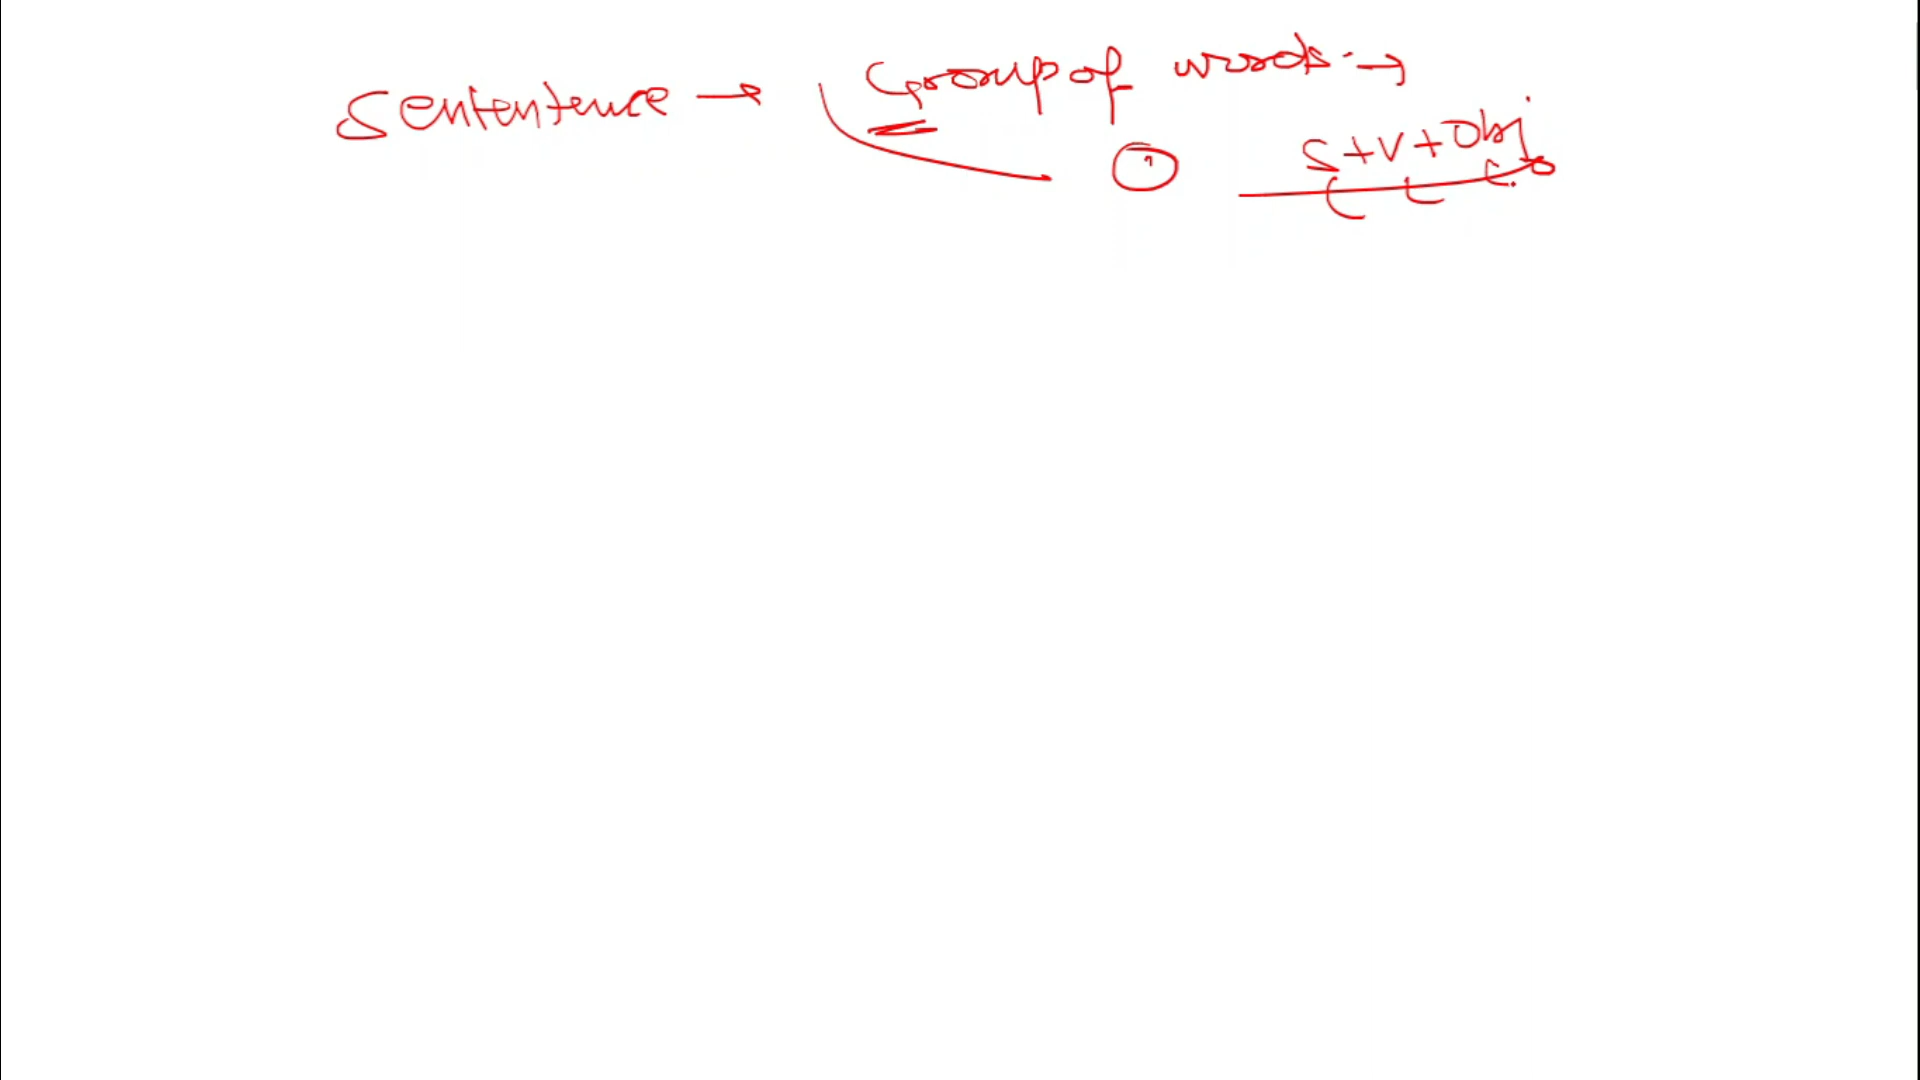 Sententence → Group of words. →
S+V+Obj